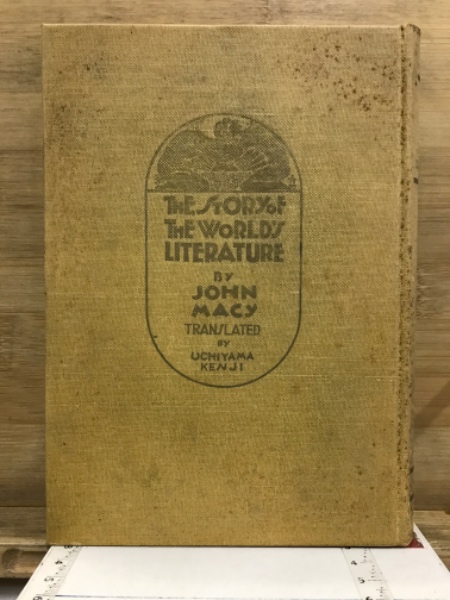 THE STORY OF
THE WORLD'S
LITERATURE
BY
JOHN
MACY
TRANSLATED
BY
UCHIYAMA
KENJI